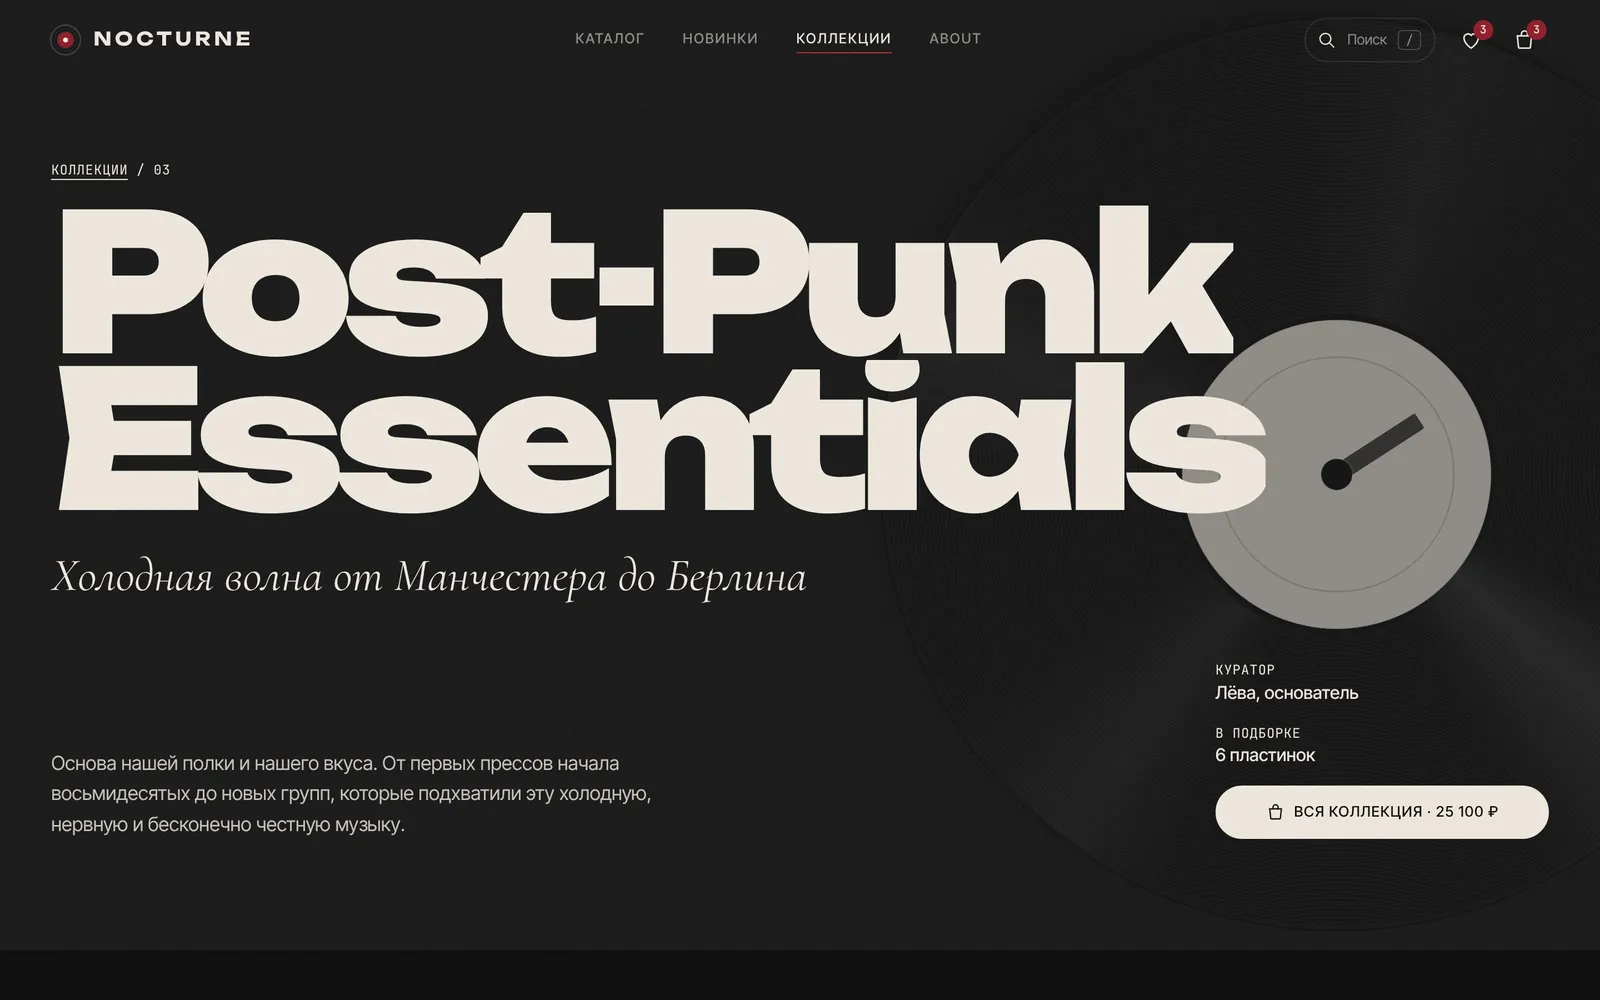 NOCTURNE
КАТАЛОГ
НОВИНКИ
КОЛЛЕКЦИИ
ABOUT
Поиск /
3
3
КОЛЛЕКЦИИ / 03
Post-Punk
Essentials
Холодная волна от Манчестера до Берлина
Основа нашей полки и нашего вкуса. От первых прессов начала
восьмидесятых до новых групп, которые подхватили эту холодную,
нервную и бесконечно честную музыку.
КУРАТОР
Лёва, основатель
В ПОДБОРКЕ
6 пластинок
ВСЯ КОЛЛЕКЦИЯ · 25 100 ₽